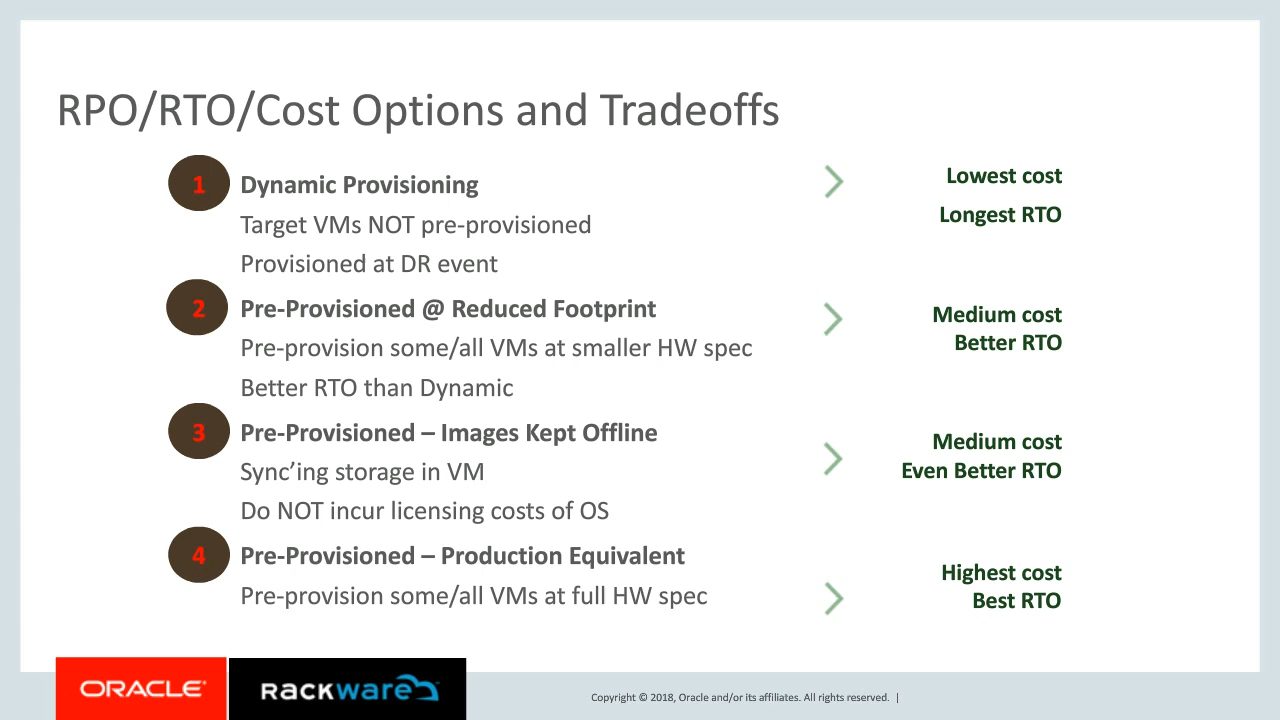 RPO/RTO/Cost Options and Tradeoffs
1
Dynamic Provisioning
Target VMs NOT pre-provisioned
Provisioned at DR event
Lowest cost
Longest RTO
2
Pre-Provisioned @ Reduced Footprint
Pre-provision some/all VMs at smaller HW spec
Better RTO than Dynamic
Medium cost
Better RTO
3
Pre-Provisioned – Images Kept Offline
Sync’ing storage in VM
Do NOT incur licensing costs of OS
Medium cost
Even Better RTO
4
Pre-Provisioned – Production Equivalent
Pre-provision some/all VMs at full HW spec
Highest cost
Best RTO
ORACLE®
rackware
Copyright © 2018, Oracle and/or its affiliates. All rights reserved. |